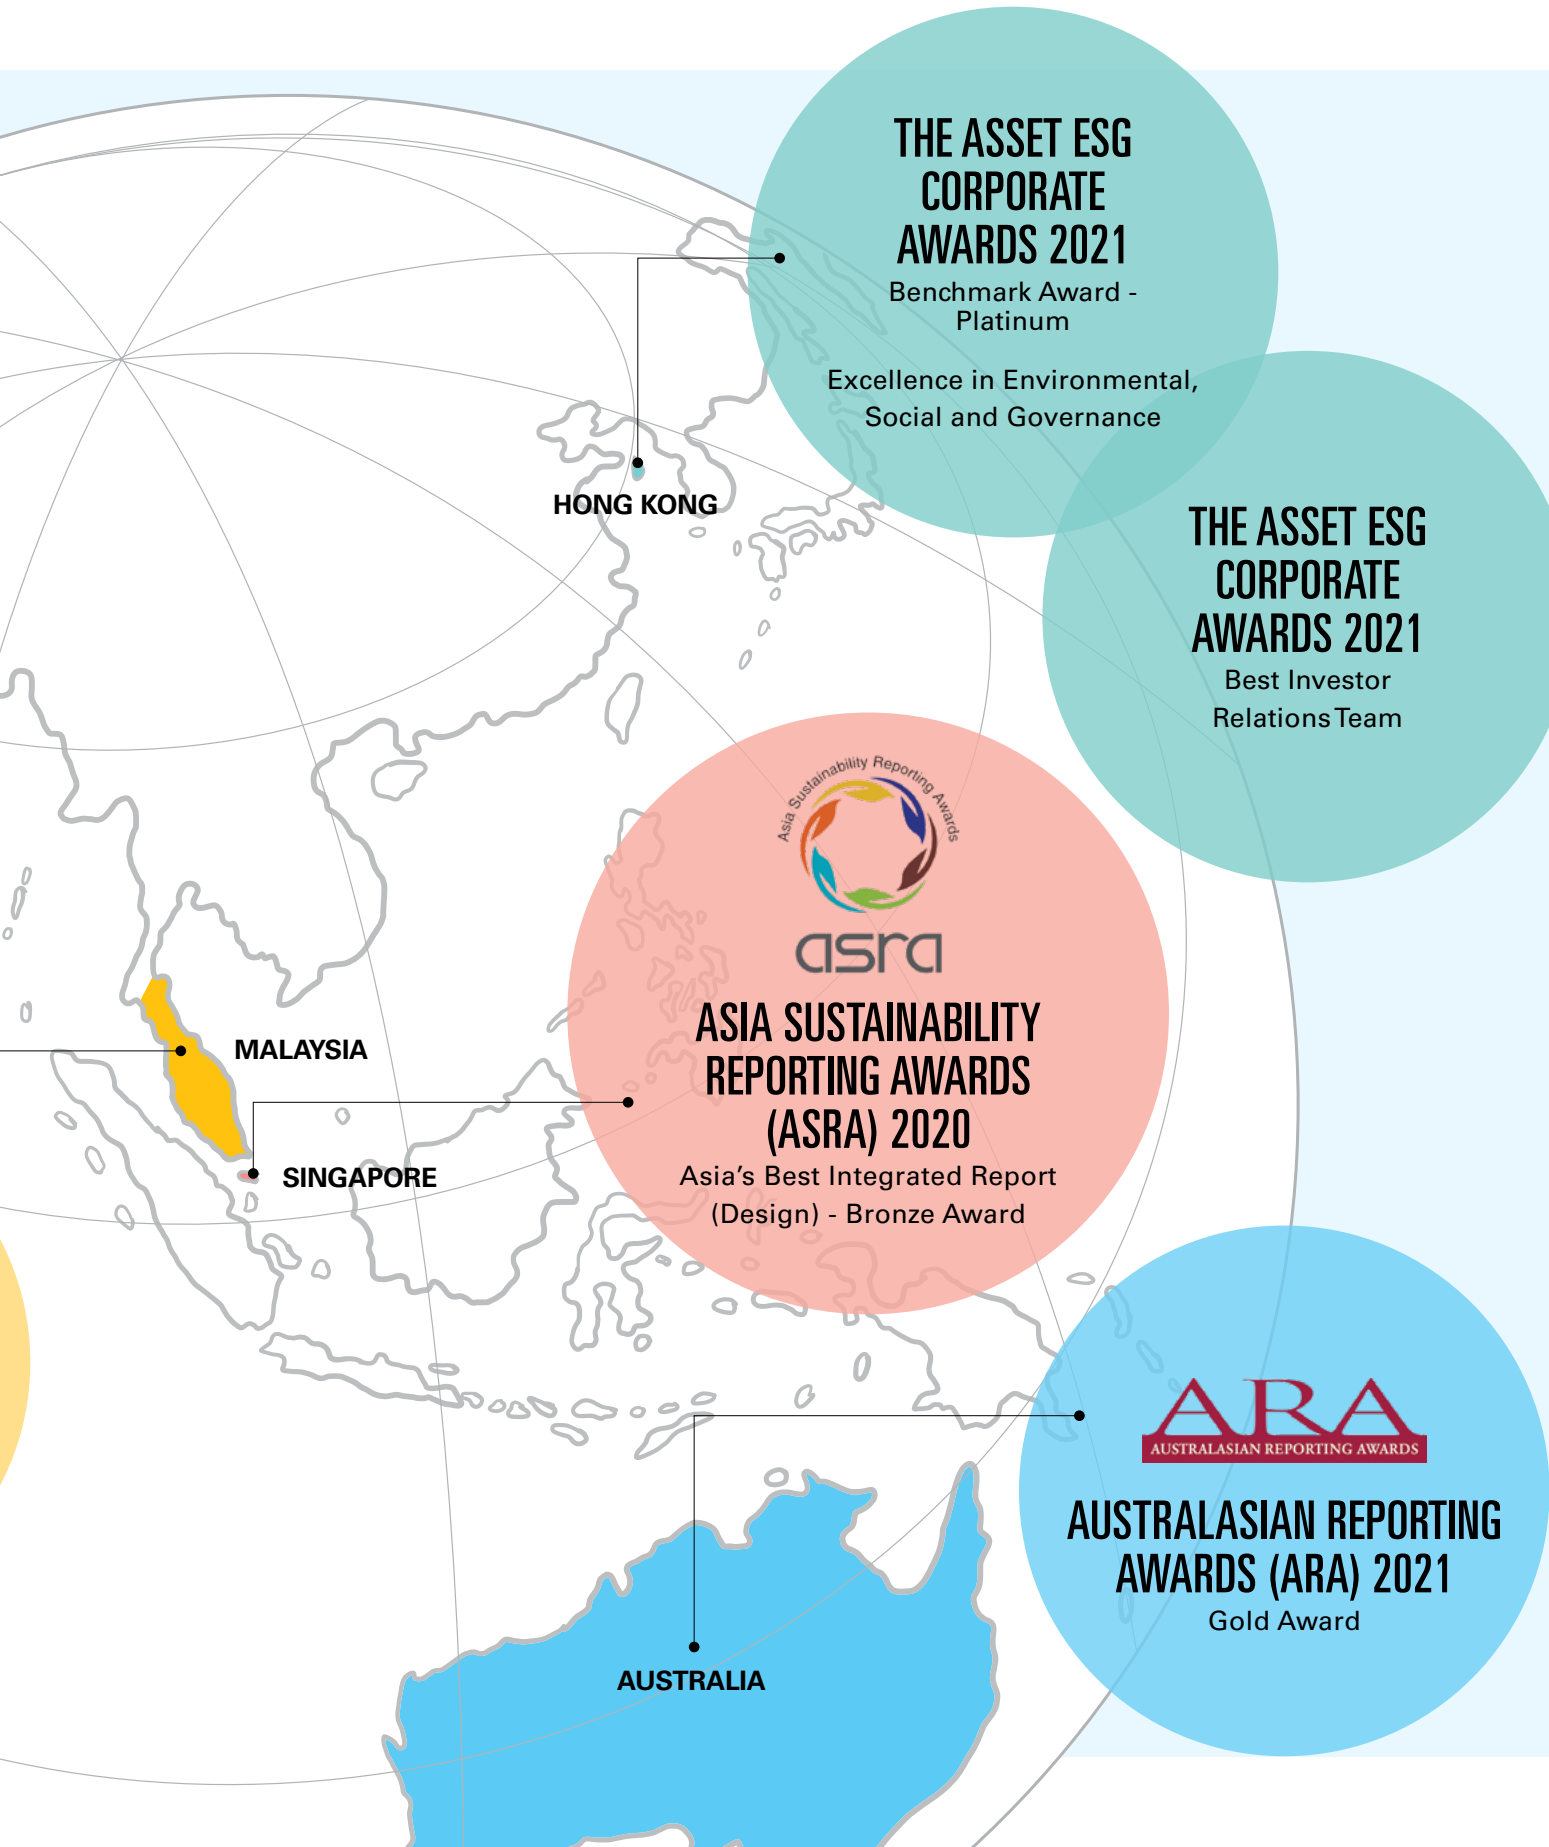 THE ASSET ESG
CORPORATE
AWARDS 2021
Benchmark Award -
Platinum
Excellence in Environmental,
Social and Governance
HONG KONG
THE ASSET ESG
CORPORATE
AWARDS 2021
Best Investor
Relations Team
Asia Sustainability Reporting Awards
asra
ASIA SUSTAINABILITY
REPORTING AWARDS
(ASRA) 2020
Asia's Best Integrated Report
(Design) - Bronze Award
MALAYSIA
SINGAPORE
ARA
AUSTRALASIAN REPORTING AWARDS
AUSTRALASIAN REPORTING
AWARDS (ARA) 2021
Gold Award
AUSTRALIA